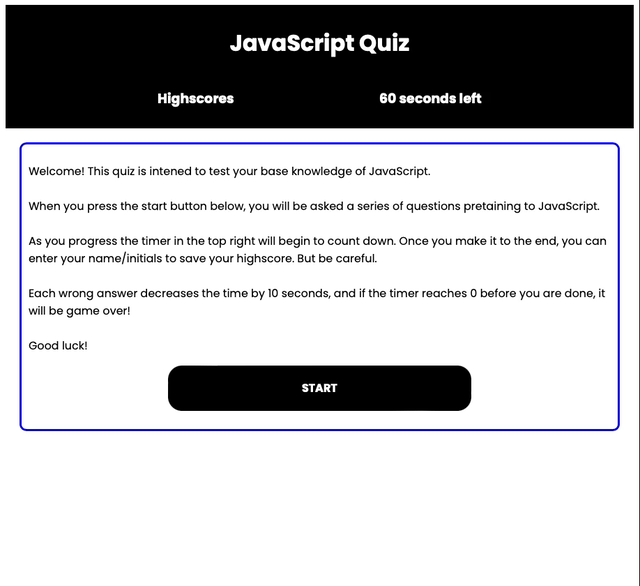 JavaScript Quiz
Highscores
60 seconds left
Welcome! This quiz is intened to test your base knowledge of JavaScript.
When you press the start button below, you will be asked a series of questions pretaining to JavaScript.
As you progress the timer in the top right will begin to count down. Once you make it to the end, you can
enter your name/initials to save your highscore. But be careful.
Each wrong answer decreases the time by 10 seconds, and if the timer reaches 0 before you are done, it
will be game over!
Good luck!
START